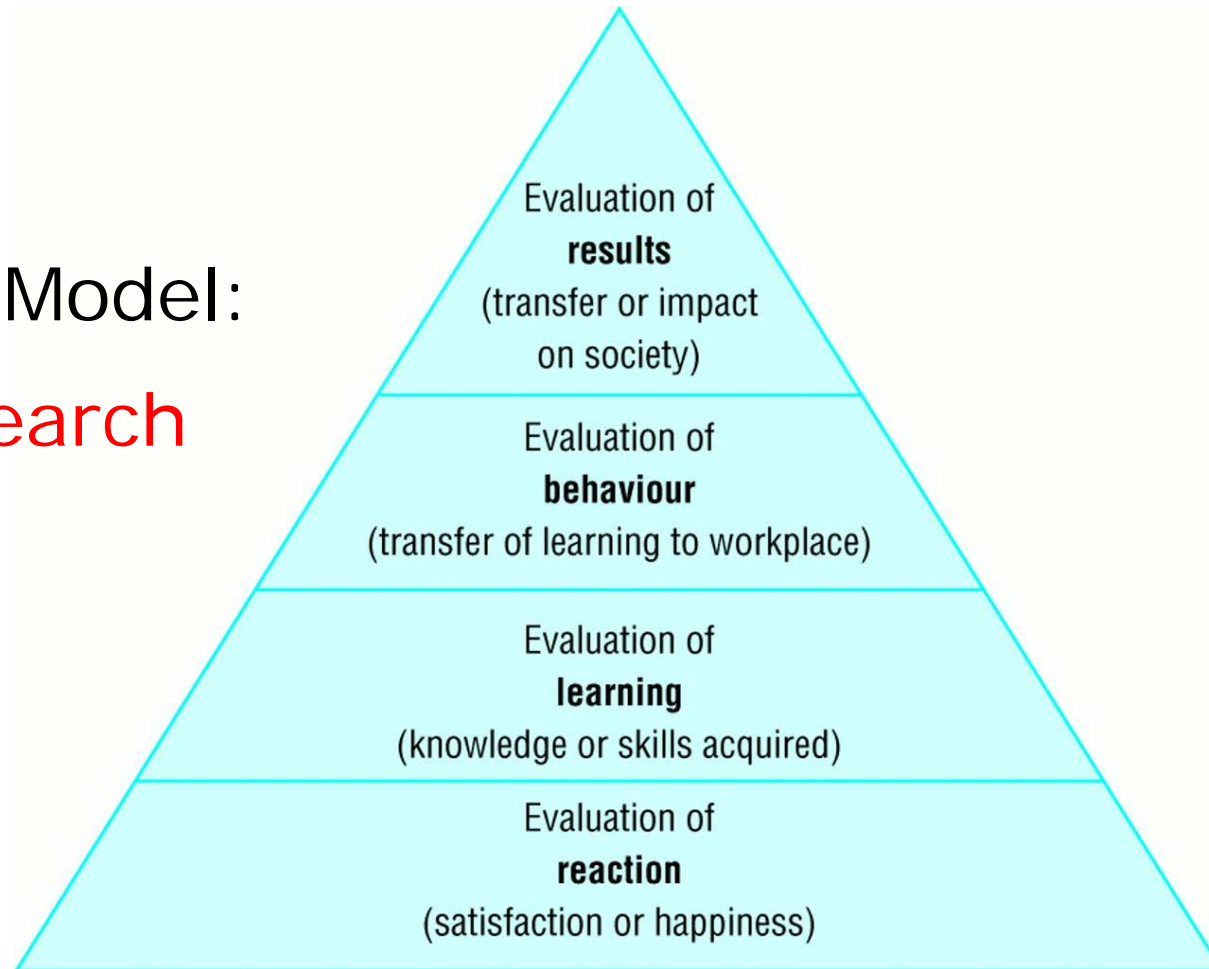 Model:
earch
Evaluation of
results
(transfer or impact
on society)
Evaluation of
behaviour
(transfer of learning to workplace)
Evaluation of
learning
(knowledge or skills acquired)
Evaluation of
reaction
(satisfaction or happiness)